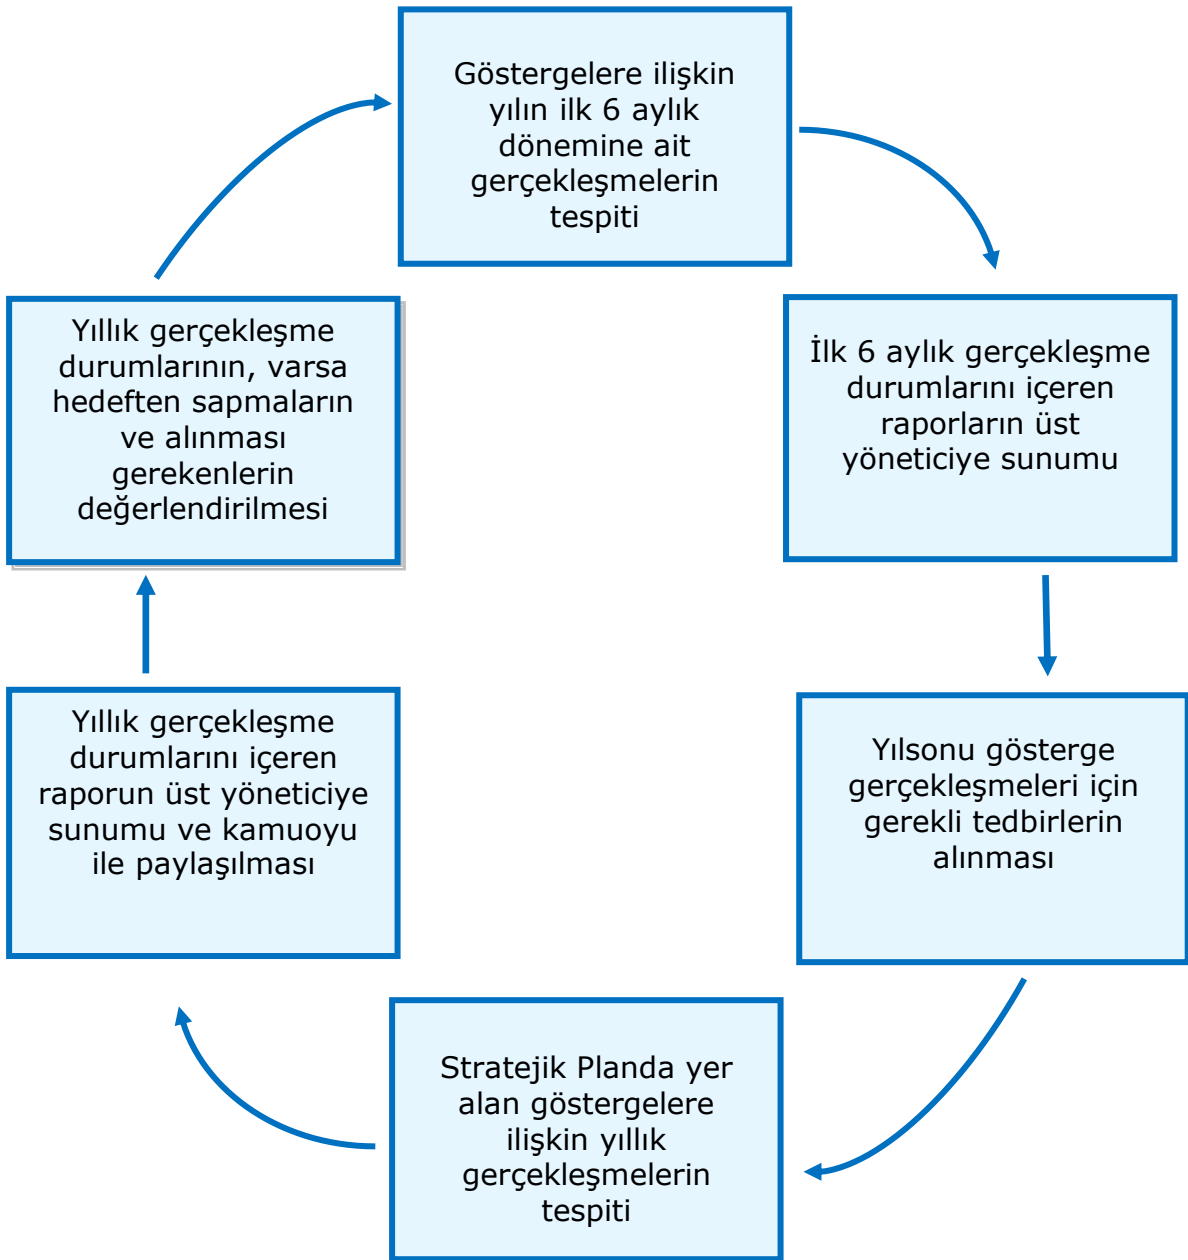 Göstergelere ilişkin
yılın ilk 6 aylık
dönemine ait
gerçekleşmelerin
tespiti
İlk 6 aylık gerçekleşme
durumlarını içeren
raporların üst
yöneticiye sunumu
Yılsonu gösterge
gerçekleşmeleri için
gerekli tedbirlerin
alınması
Stratejik Planda yer
alan göstergelere
ilişkin yıllık
gerçekleşmelerin
tespiti
Yıllık gerçekleşme
durumlarını içeren
raporun üst yöneticiye
sunumu ve kamuoyu
ile paylaşılması
Yıllık gerçekleşme
durumlarının, varsa
hedeften sapmaların
ve alınması
gerekenlerin
değerlendirilmesi